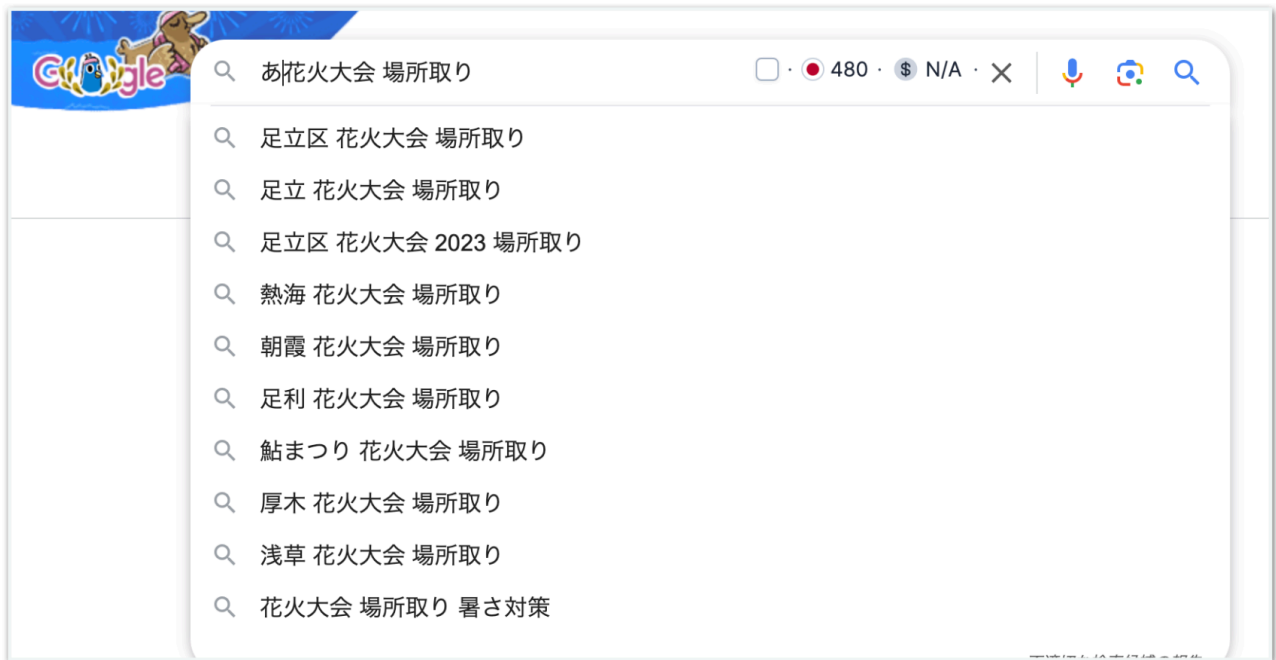 Google
あ花火大会 場所取り
480 · $ N/A ·
足立区 花火大会 場所取り
足立 花火大会 場所取り
足立区 花火大会 2023 場所取り
熱海 花火大会 場所取り
朝霞 花火大会 場所取り
足利 花火大会 場所取り
鮎まつり 花火大会 場所取り
厚木 花火大会 場所取り
浅草 花火大会 場所取り
花火大会 場所取り 暑さ対策